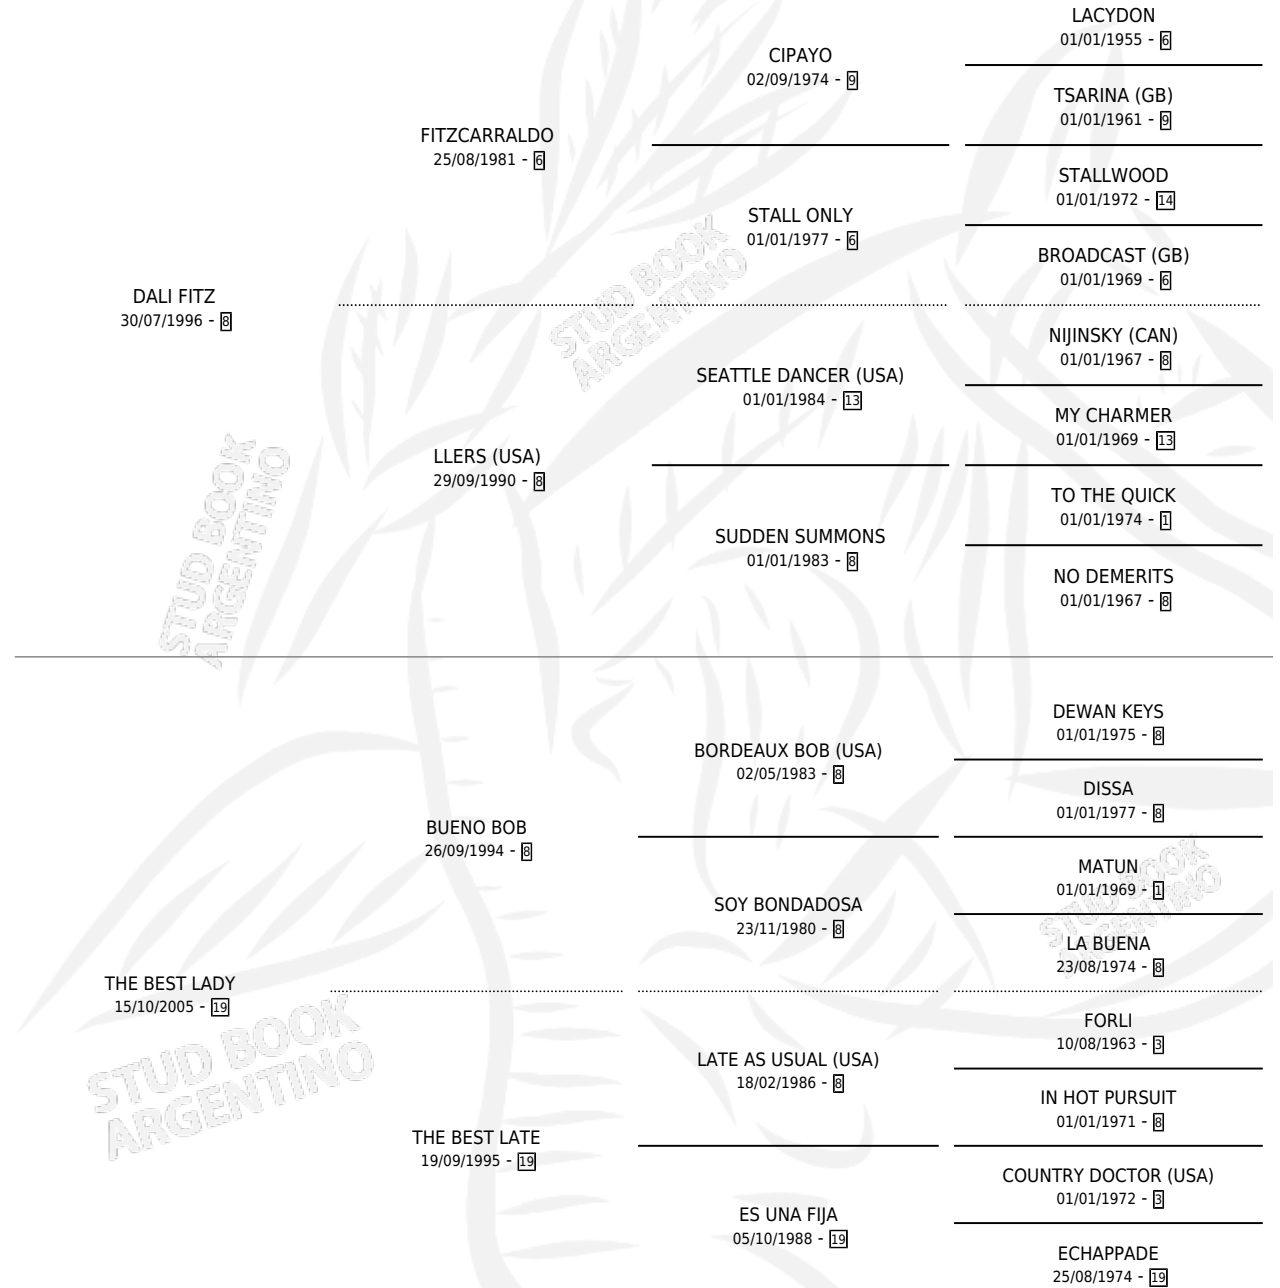 LACYDON
01/01/1955 - 6
CIPAYO
02/09/1974 - 9
TSARINA (GB)
01/01/1961 - 9
FITZCARRALDO
25/08/1981 - 6
STALLWOOD
01/01/1972 - 14
STALL ONLY
01/01/1977 - 6
BROADCAST (GB)
01/01/1969 - 6
DALI FITZ
30/07/1996 - 8
NIJINSKY (CAN)
01/01/1967 - 8
SEATTLE DANCER (USA)
01/01/1984 - 13
MY CHARMER
01/01/1969 - 13
LLERS (USA)
29/09/1990 - 8
TO THE QUICK
01/01/1974 - 1
SUDDEN SUMMONS
01/01/1983 - 8
NO DEMERITS
01/01/1967 - 8
DEWAN KEYS
01/01/1975 - 8
BORDEAUX BOB (USA)
02/05/1983 - 8
DISSA
01/01/1977 - 8
BUENO BOB
26/09/1994 - 8
MATUN
01/01/1969 - 1
SOY BONDADOSA
23/11/1980 - 8
LA BUENA
23/08/1974 - 8
THE BEST LADY
15/10/2005 - 19
FORLI
10/08/1963 - 3
LATE AS USUAL (USA)
18/02/1986 - 8
IN HOT PURSUIT
01/01/1971 - 8
THE BEST LATE
19/09/1995 - 19
COUNTRY DOCTOR (USA)
01/01/1972 - 3
ES UNA FIJA
05/10/1988 - 19
ECHAPPADE
25/08/1974 - 19
STUD BOOK
ARGENTINO
STUD BOOK
ARGENTINO
STUD BOOK
ARGENTINO
STUD BOOK
ARGENTINO